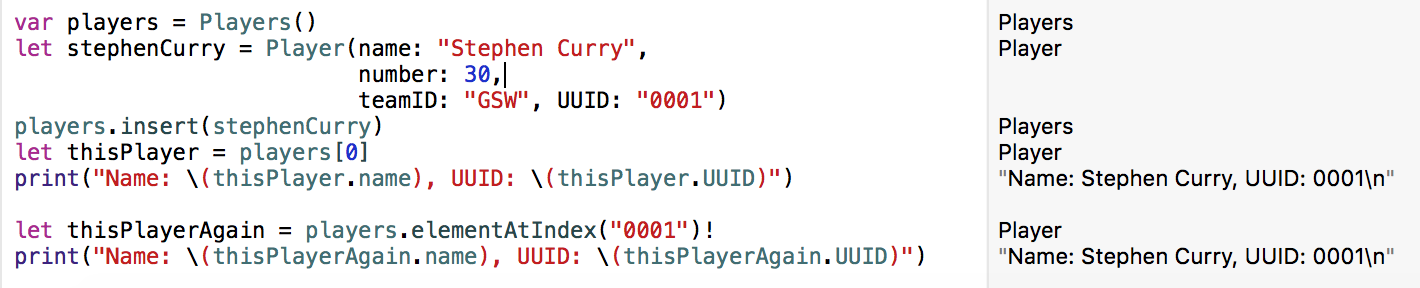 var players = Players() Players
let stephenCurry = Player(name: "Stephen Curry", Player
number: 30,
teamID: "GSW", UUID: "0001")
players.insert(stephenCurry) Players
let thisPlayer = players[0] Player
print("Name: \(thisPlayer.name), UUID: \(thisPlayer.UUID)") "Name: Stephen Curry, UUID: 0001\n"
let thisPlayerAgain = players.elementAtIndex("0001")! Player
print("Name: \(thisPlayerAgain.name), UUID: \(thisPlayerAgain.UUID)") "Name: Stephen Curry, UUID: 0001\n"